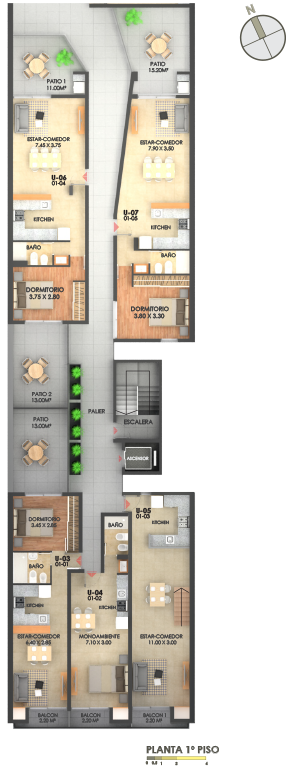 N
PATIO 1
11.00M²
PATIO
15.20M²
ESTAR-COMEDOR
7.45 X 3.75
ESTAR-COMEDOR
7.90 X 3.50
U-06
01-04
KITCHEN
U-07
01-05
KITCHEN
BAÑO
BAÑO
DORMITORIO
3.75 X 2.80
DORMITORIO
3.80 X 3.30
PATIO 2
13.00M²
PALIER
ESCALERA
PATIO
13.00M²
ASCENSOR
DORMITORIO
3.45 X 2.85
U-05
01-03
BAÑO
KITCHEN
U-03
01-01
BAÑO
U-04
01-02
KITCHEN
KITCHEN
ESTAR-COMEDOR
6.40 X 2.85
MONOAMBIENTE
7.10 X 3.00
ESTAR-COMEDOR
11.00 X 3.00
BALCON
2.20 M²
BALCON
2.20 M²
BALCON 1
2.20 M²
PLANTA 1º PISO